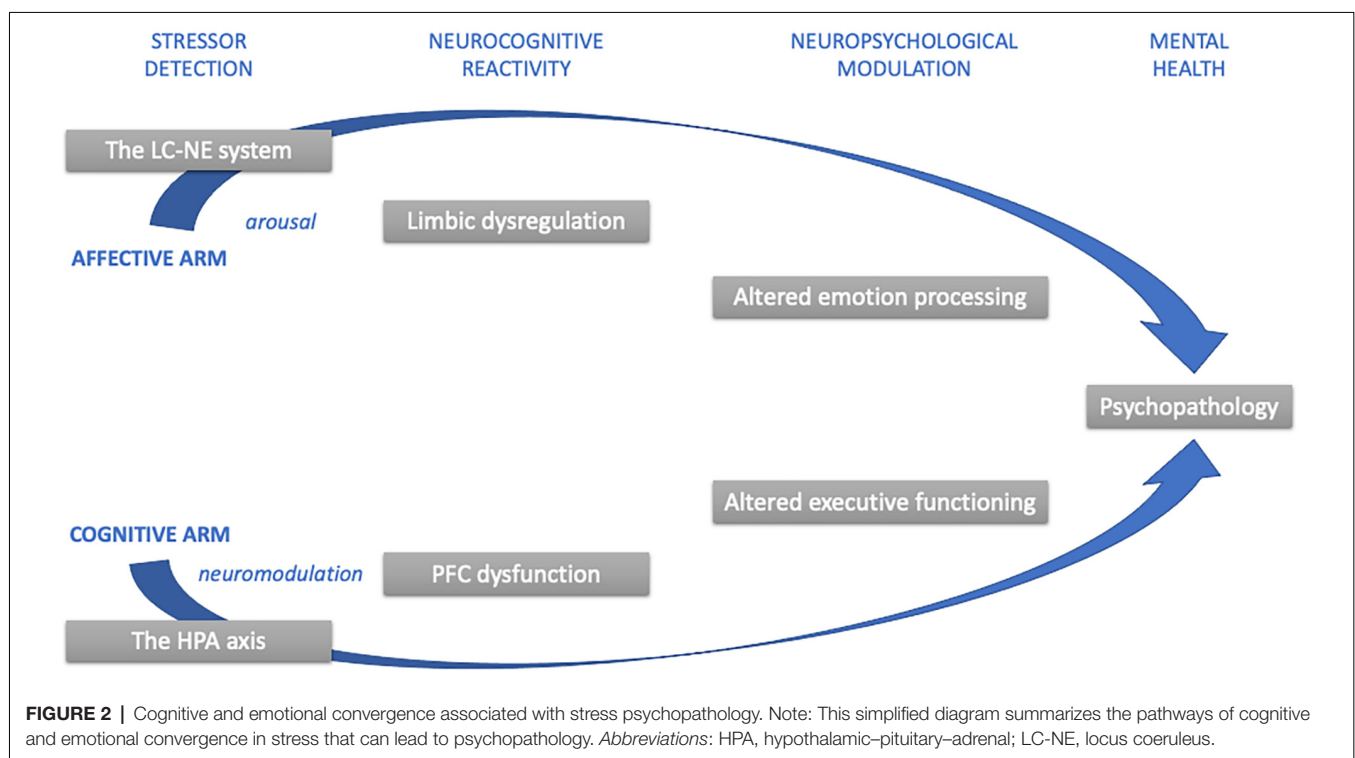 STRESSOR
DETECTION
NEUROCOGNITIVE
REACTIVITY
NEUROPSYCHOLOGICAL
MODULATION
MENTAL
HEALTH
The LC-NE system
arousal
Limbic dysregulation
AFFECTIVE ARM
Altered emotion processing
Psychopathology
Altered executive functioning
COGNITIVE ARM
neuromodulation
PFC dysfunction
The HPA axis
FIGURE 2 | Cognitive and emotional convergence associated with stress psychopathology. Note: This simplified diagram summarizes the pathways of cognitive
and emotional convergence in stress that can lead to psychopathology. Abbreviations: HPA, hypothalamic–pituitary–adrenal; LC-NE, locus coeruleus.